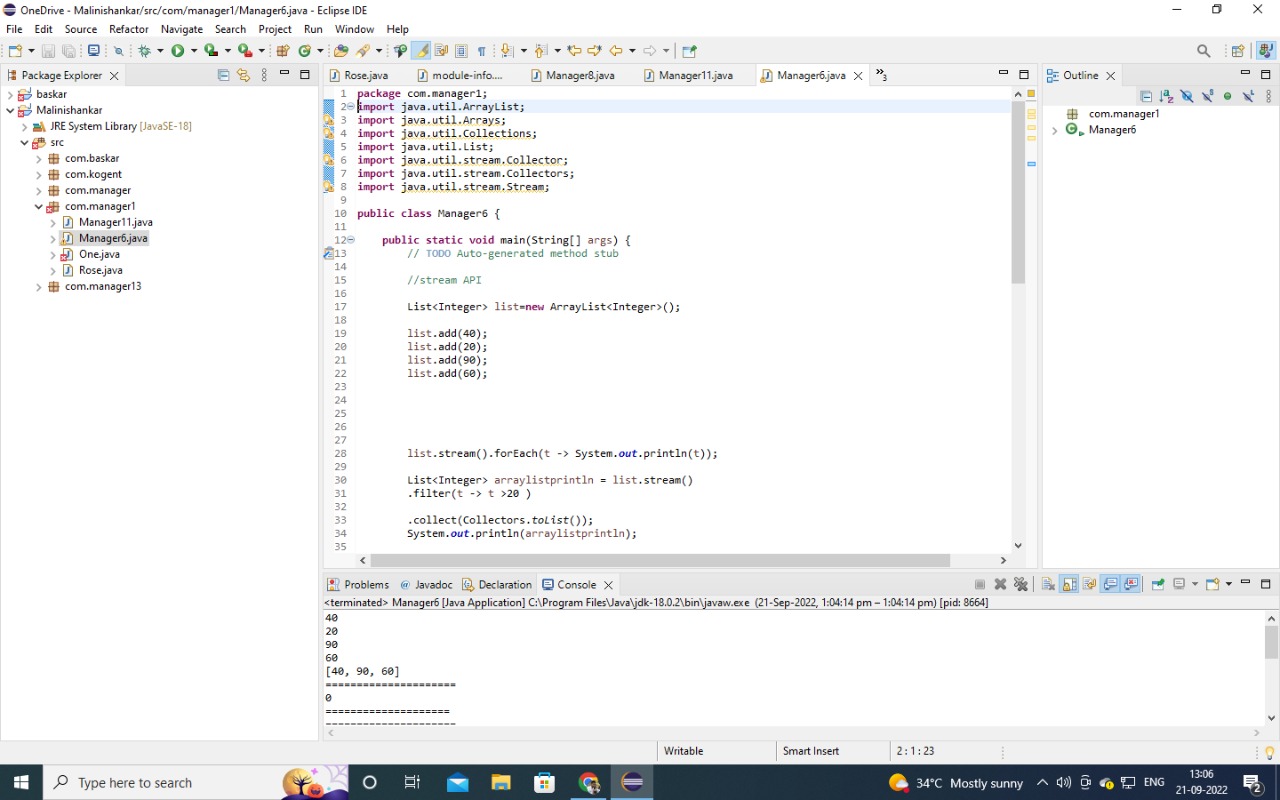 OneDrive - Malinishankar/src/com/manager1/Manager6.java - Eclipse IDE
File Edit Source Refactor Navigate Search Project Run Window Help
Package Explorer
baskar
Malinishankar
JRE System Library [JavaSE-18]
src
com.baskar
com.kogent
com.manager
com.manager1
Manager11.java
Manager6.java
One.java
Rose.java
com.manager13
Rose.java module-info.... Manager8.java Manager11.java Manager6.java »3
1 package com.manager1;
2 import java.util.ArrayList;
3 import java.util.Arrays;
4 import java.util.Collections;
5 import java.util.List;
6 import java.util.stream.Collector;
7 import java.util.stream.Collectors;
8 import java.util.stream.Stream;
9
10 public class Manager6 {
11
12 public static void main(String[] args) {
13 // TODO Auto-generated method stub
14
15 //stream API
16
17 List<Integer> list=new ArrayList<Integer>();
18
19 list.add(40);
20 list.add(20);
21 list.add(90);
22 list.add(60);
23
24
25
26
27
28 list.stream().forEach(t -> System.out.println(t));
29
30 List<Integer> arraylistprintln = list.stream()
31 .filter(t -> t >20 )
32
33 .collect(Collectors.toList());
34 System.out.println(arraylistprintln);
35
Outline
com.manager1
Manager6
Problems @ Javadoc Declaration Console
<terminated> Manager6 [Java Application] C:\Program Files\Java\jdk-18.0.2\bin\javaw.exe (21-Sep-2022, 1:04:14 pm – 1:04:14 pm) [pid: 8664]
40
20
90
60
[40, 90, 60]
=====================
0
====================
Writable Smart Insert 2 : 1 : 23
Type here to search
34°C Mostly sunny ENG 13:06
21-09-2022
2